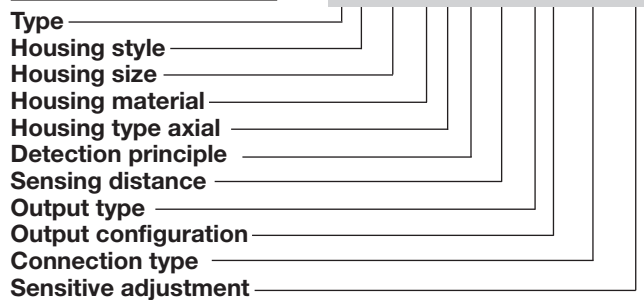 Type
Housing style
Housing size
Housing material
Housing type axial
Detection principle
Sensing distance
Output type
Output configuration
Connection type
Sensitive adjustment